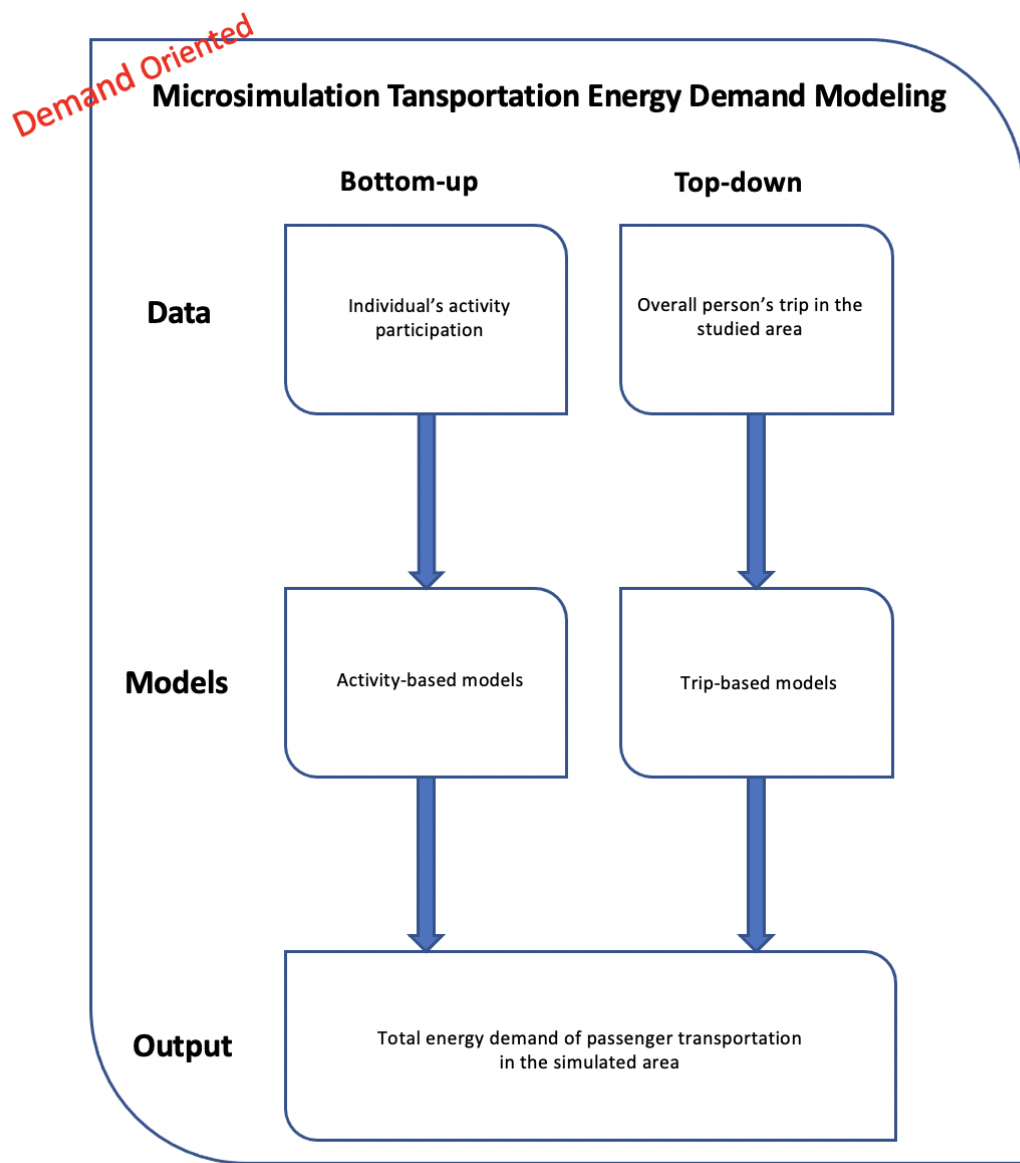 Demand Oriented
Microsimulation Tansportation Energy Demand Modeling
Bottom-up
Top-down
Data
Individual’s activity
participation
Overall person’s trip in the
studied area
Models
Activity-based models
Trip-based models
Output
Total energy demand of passenger transportation
in the simulated area